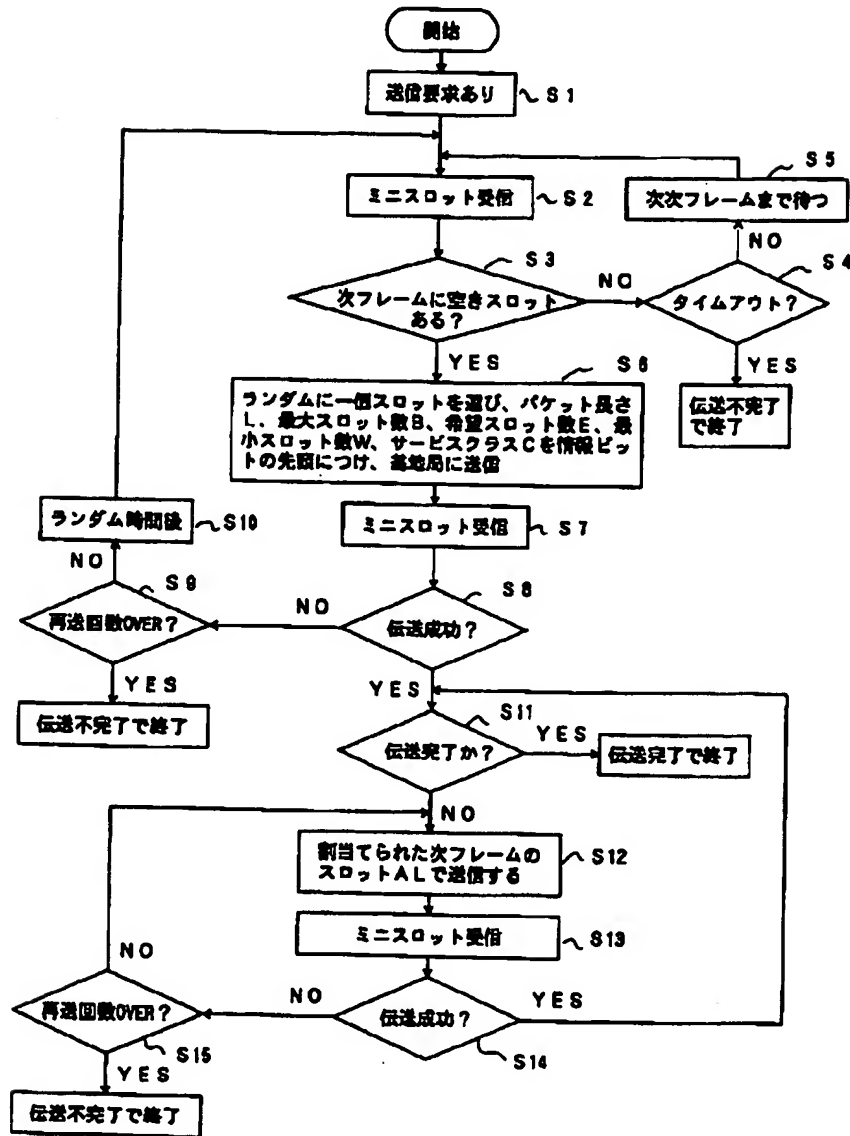 開始
送信要求あり
S1
ミニスロット受信
S2
S5
次次フレームまで待つ
NO
S3
次フレームに空きスロット
ある?
NO
S4
タイムアウト?
YES
YES
伝送不完了
で終了
S6
ランダムに一個スロットを選び、パケット長さ
L、最大スロット数B、希望スロット数E、最
小スロット数W、サービスクラスCを情報ビッ
トの先頭につけ、基地局に送信
ランダム時間後
S10
ミニスロット受信
S7
NO
S9
再送回数OVER?
NO
S8
伝送成功?
YES
伝送不完了で終了
YES
S11
伝送完了か?
YES
伝送完了で終了
NO
割当てられた次フレームの
スロットALで送信する
S12
ミニスロット受信
S13
NO
再送回数OVER?
S15
NO
伝送成功?
YES
S14
YES
伝送不完了で終了